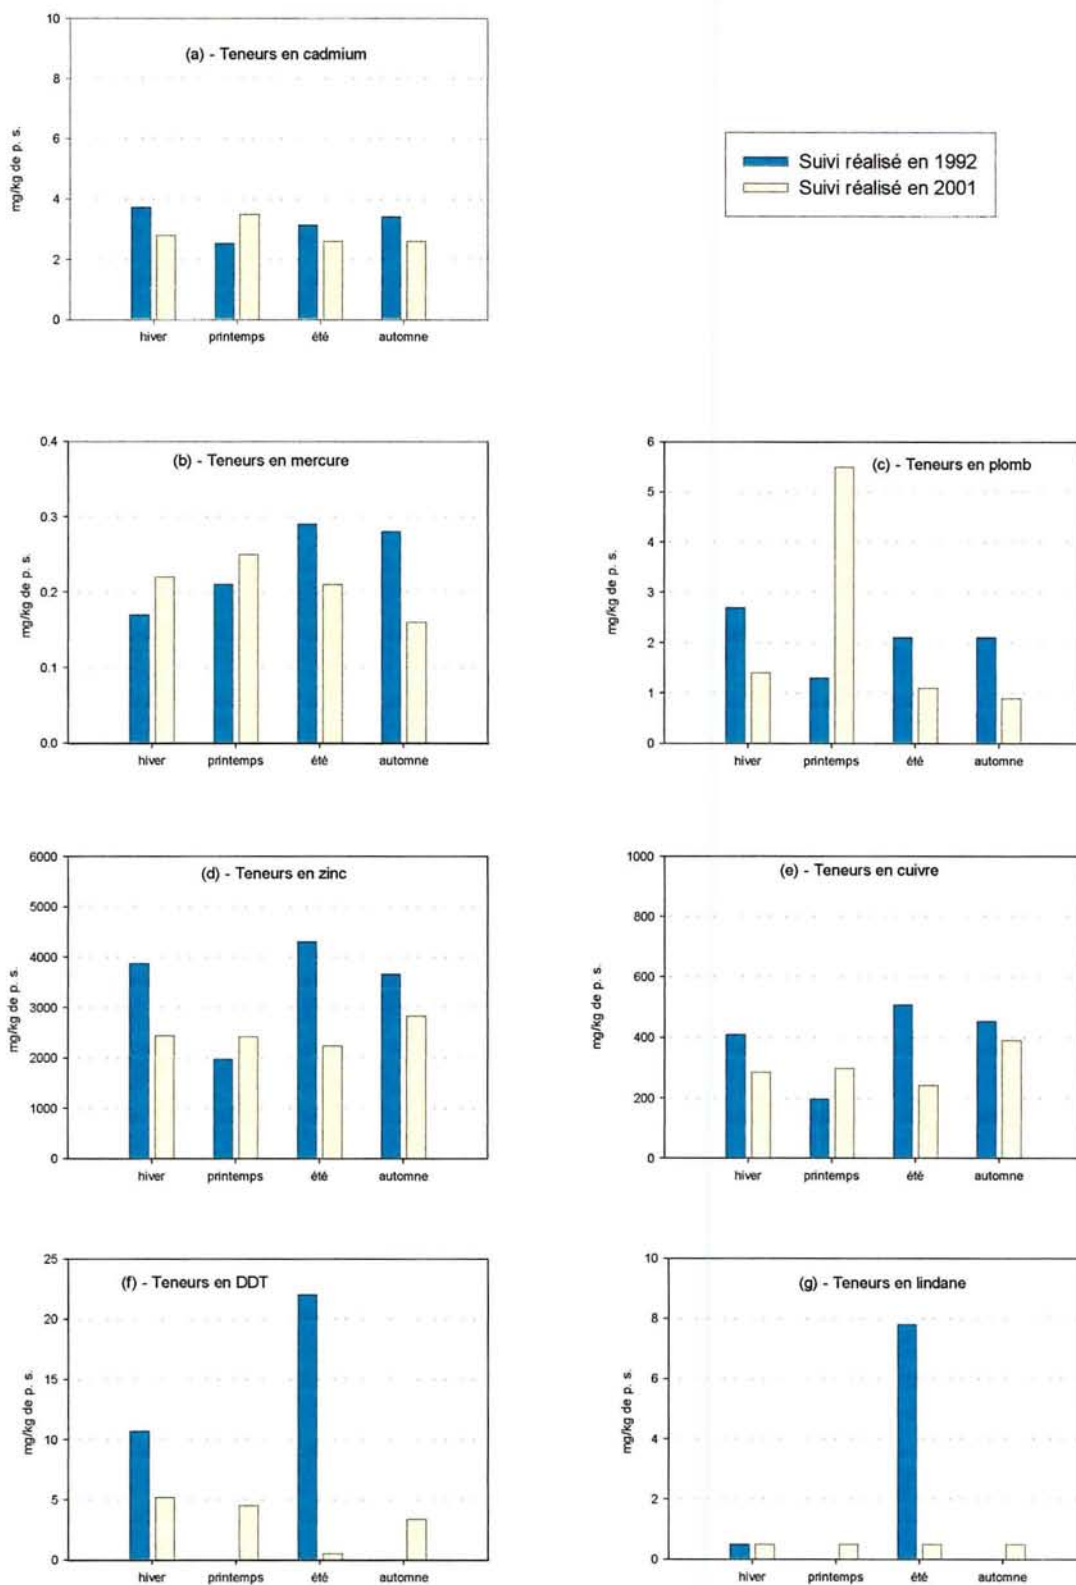 (a) - Teneurs en cadmium
mg/kg de p. s.
10
8
6
4
2
0
hiver printemps été automne
Suivi réalisé en 1992
Suivi réalisé en 2001
(b) - Teneurs en mercure
mg/kg de p. s.
0.4
0.3
0.2
0.1
0.0
hiver printemps été automne
(c) - Teneurs en plomb
mg/kg de p. s.
6
5
4
3
2
1
0
hiver printemps été automne
(d) - Teneurs en zinc
mg/kg de p. s.
6000
5000
4000
3000
2000
1000
0
hiver printemps été automne
(e) - Teneurs en cuivre
mg/kg de p. s.
1000
800
600
400
200
0
hiver printemps été automne
(f) - Teneurs en DDT
mg/kg de p. s.
25
20
15
10
5
0
hiver printemps été automne
(g) - Teneurs en lindane
mg/kg de p. s.
10
8
6
4
2
0
hiver printemps été automne